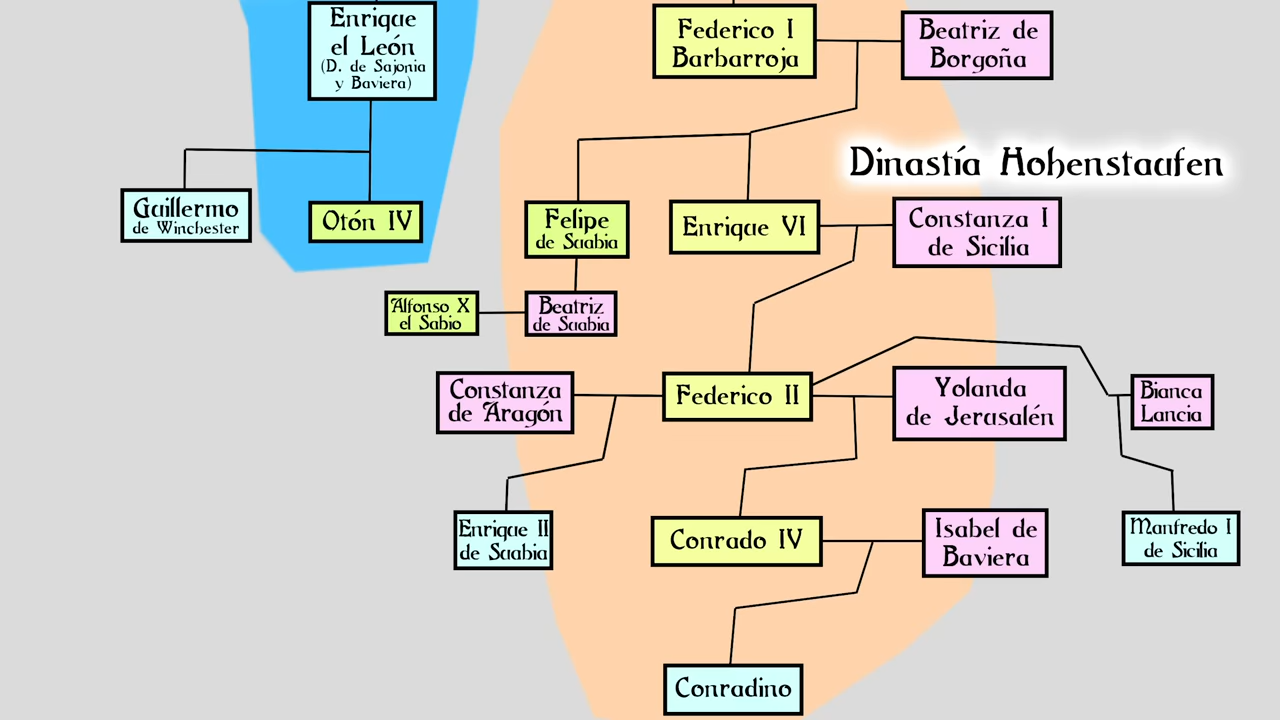 Enrique
el León
(D. de Sajonia
y Baviera)
Federico I
Barbarroja
Beatriz de
Borgoña
Dinastía Hohenstaufen
Guillermo
de Winchester
Otón IV
Felipe
de Suabia
Enrique VI
Constanza I
de Sicilia
Alfonso X
el Sabio
Beatriz
de Suabia
Constanza
de Aragón
Federico II
Yolanda
de Jerusalén
Bianca
Lancia
Enrique II
de Suabia
Conrado IV
Isabel de
Baviera
Manfredo I
de Sicilia
Conradino